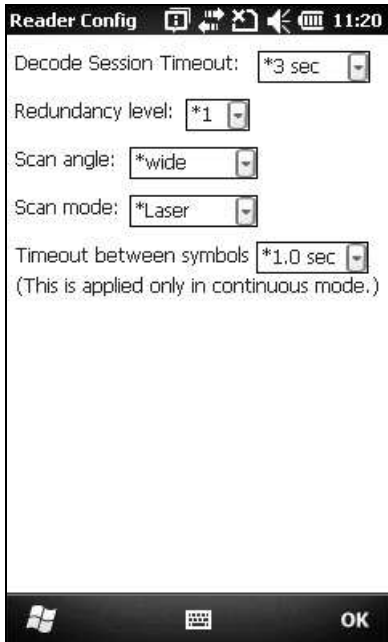 Reader Config 11:20
Decode Session Timeout: *3 sec
Redundancy level: *1
Scan angle: *wide
Scan mode: *Laser
Timeout between symbols *1.0 sec
(This is applied only in continuous mode.)
OK